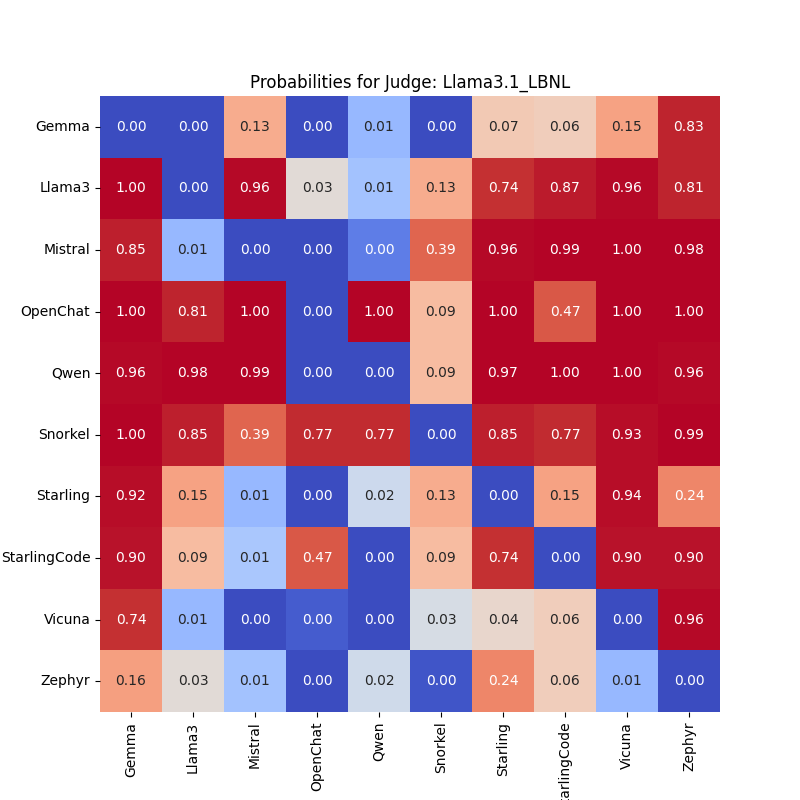 Probabilities for Judge: Llama3.1_LBNL
Gemma 0.00 0.00 0.13 0.00 0.01 0.00 0.07 0.06 0.15 0.83
Llama3 1.00 0.00 0.96 0.03 0.01 0.13 0.74 0.87 0.96 0.81
Mistral 0.85 0.01 0.00 0.00 0.00 0.39 0.96 0.99 1.00 0.98
OpenChat 1.00 0.81 1.00 0.00 1.00 0.09 1.00 0.47 1.00 1.00
Qwen 0.96 0.98 0.99 0.00 0.00 0.09 0.97 1.00 1.00 0.96
Snorkel 1.00 0.85 0.39 0.77 0.77 0.00 0.85 0.77 0.93 0.99
Starling 0.92 0.15 0.01 0.00 0.02 0.13 0.00 0.15 0.94 0.24
StarlingCode 0.90 0.09 0.01 0.47 0.00 0.09 0.74 0.00 0.90 0.90
Vicuna 0.74 0.01 0.00 0.00 0.00 0.03 0.04 0.06 0.00 0.96
Zephyr 0.16 0.03 0.01 0.00 0.02 0.00 0.24 0.06 0.01 0.00
Gemma Llama3 Mistral OpenChat Qwen Snorkel Starling arlingCode Vicuna Zephyr